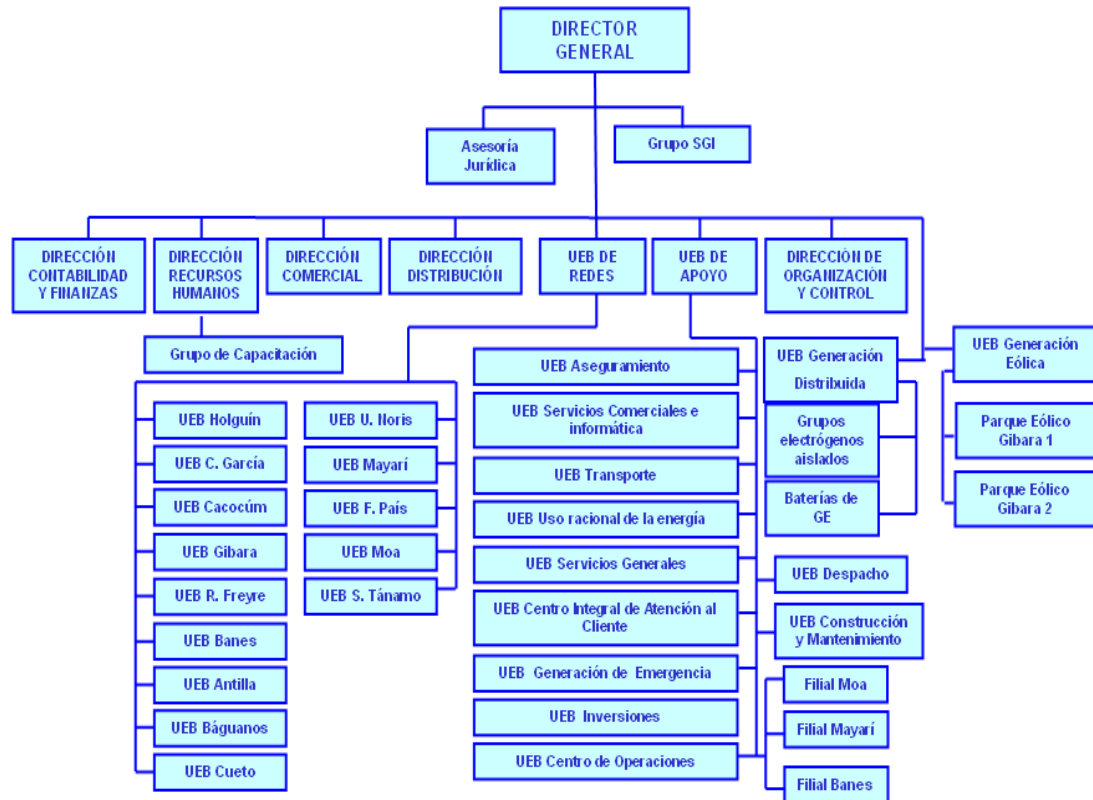 DIRECTOR
GENERAL
Asesoría
Jurídica
Grupo SGI
DIRECCIÓN
CONTABILIDAD
Y FINANZAS
DIRECCIÓN
RECURSOS
HUMANOS
DIRECCIÓN
COMERCIAL
DIRECCIÓN
DISTRIBUCIÓN
UEB DE
REDES
UEB DE
APOYO
DIRECCIÓN DE
ORGANIZACIÓN
Y CONTROL
Grupo de Capacitación
UEB Holguín
UEB C. García
UEB Cacocúm
UEB Gibara
UEB R. Freyre
UEB Banes
UEB Antilla
UEB Báguanos
UEB Cueto
UEB U. Noris
UEB Mayarí
UEB F. País
UEB Moa
UEB S. Tánamo
UEB Aseguramiento
UEB Servicios Comerciales e
informática
UEB Transporte
UEB Uso racional de la energía
UEB Servicios Generales
UEB Centro Integral de Atención al
Cliente
UEB Generación de Emergencia
UEB Inversiones
UEB Centro de Operaciones
UEB Generación
Distribuida
Grupos
electrógenos
aislados
Baterías de
GE
UEB Despacho
UEB Construcción
y Mantenimiento
Filial Moa
Filial Mayarí
Filial Banes
UEB Generación
Eólica
Parque Eólico
Gibara 1
Parque Eólico
Gibara 2